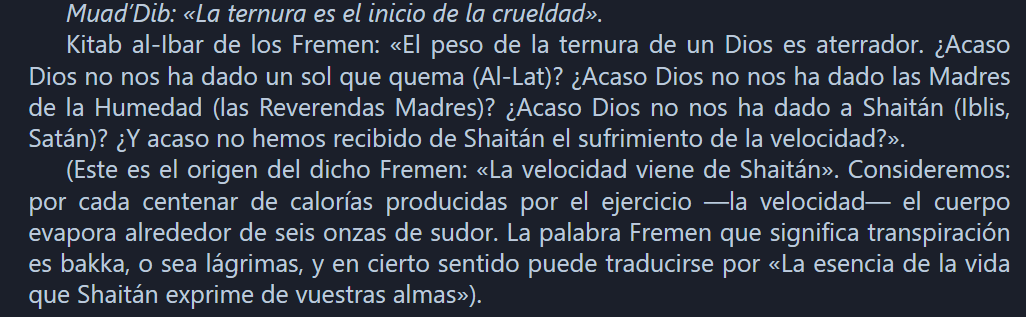 Muad’Dib: «La ternura es el inicio de la crueldad».
Kitab al-Ibar de los Fremen: «El peso de la ternura de un Dios es aterrador. ¿Acaso
Dios no nos ha dado un sol que quema (Al-Lat)? ¿Acaso Dios no nos ha dado las Madres
de la Humedad (las Reverendas Madres)? ¿Acaso Dios no nos ha dado a Shaitán (Iblis,
Satán)? ¿Y acaso no hemos recibido de Shaitán el sufrimiento de la velocidad?».
(Este es el origen del dicho Fremen: «La velocidad viene de Shaitán». Consideremos:
por cada centenar de calorías producidas por el ejercicio —la velocidad— el cuerpo
evapora alrededor de seis onzas de sudor. La palabra Fremen que significa transpiración
es bakka, o sea lágrimas, y en cierto sentido puede traducirse por «La esencia de la vida
que Shaitán exprime de vuestras almas»).